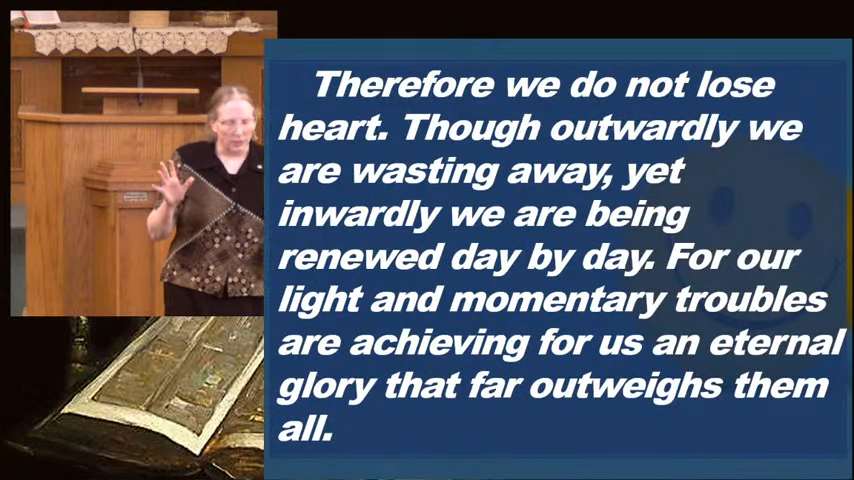 Therefore we do not lose
heart. Though outwardly we
are wasting away, yet
inwardly we are being
renewed day by day. For our
light and momentary troubles
are achieving for us an eternal
glory that far outweighs them
all.